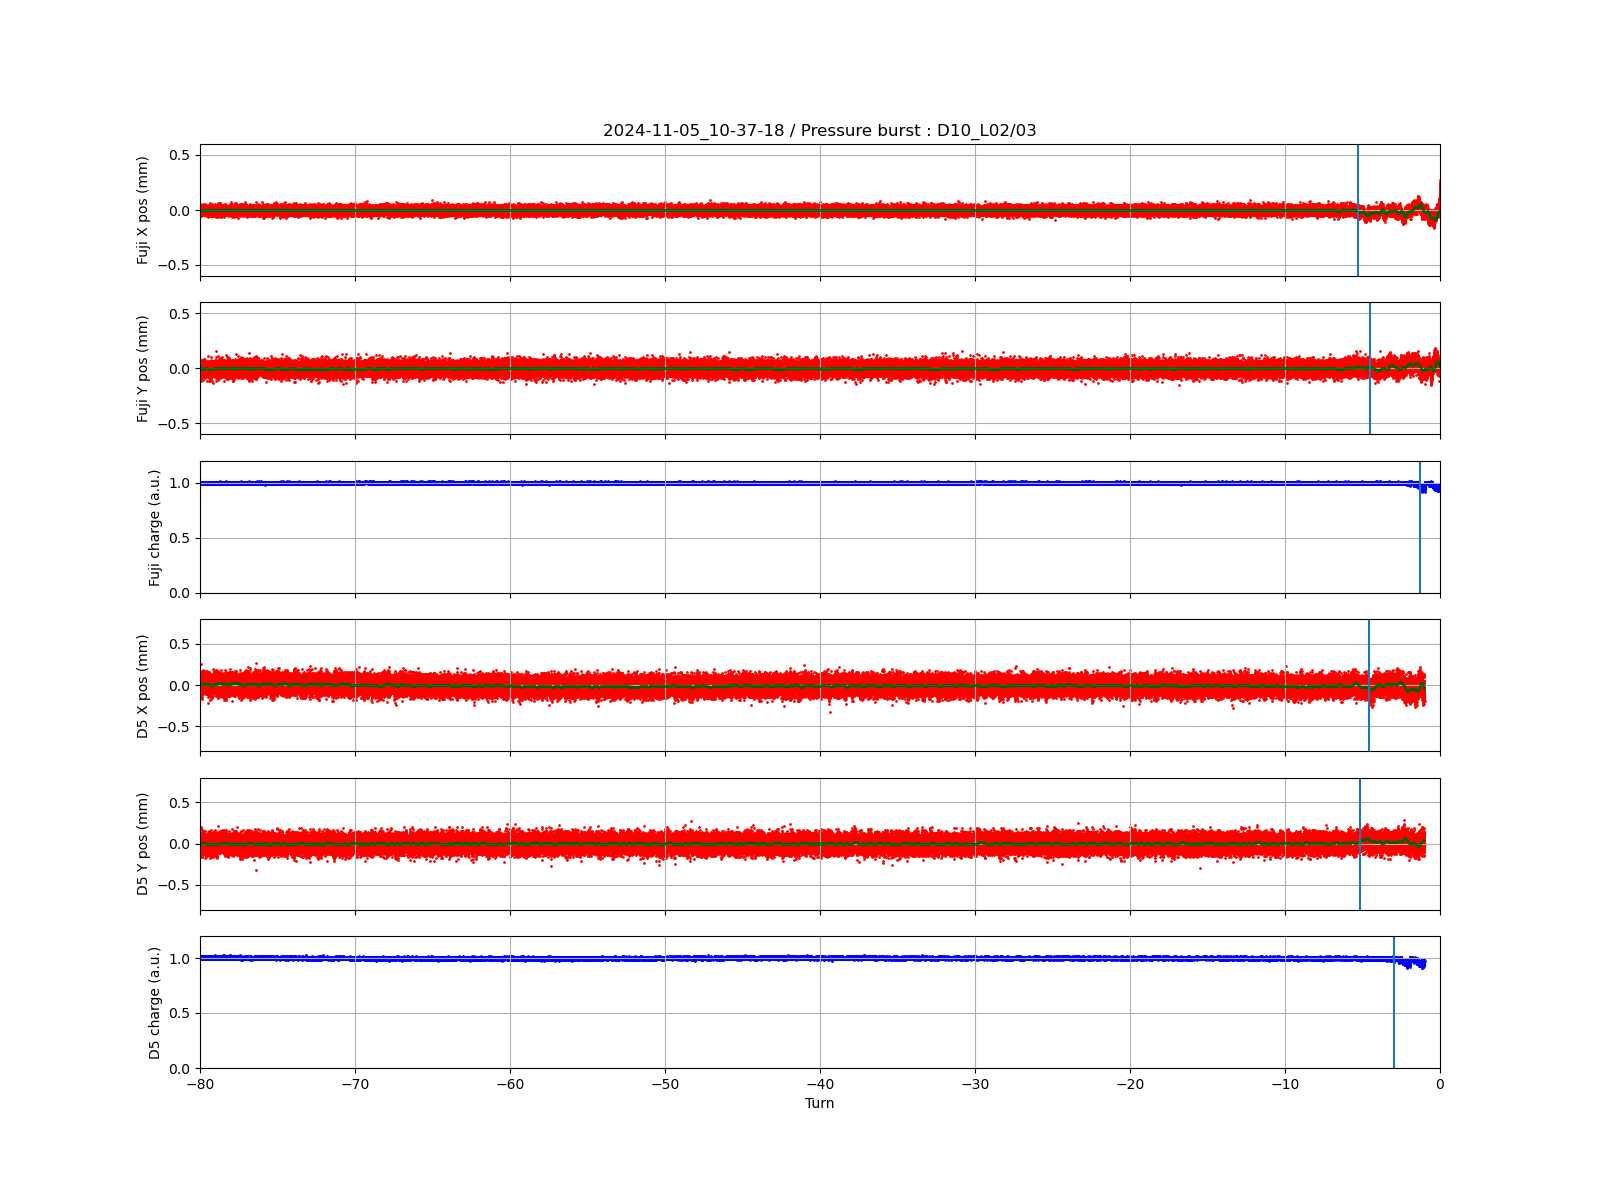 2024-11-05_10-37-18 / Pressure burst : D10_L02/03
Fuji X pos (mm)
0.5
0.0
−0.5
Fuji Y pos (mm)
0.5
0.0
−0.5
Fuji charge (a.u.)
1.0
0.5
0.0
D5 X pos (mm)
0.5
0.0
−0.5
D5 Y pos (mm)
0.5
0.0
−0.5
D5 charge (a.u.)
1.0
0.5
0.0
−80 −70 −60 −50 −40 −30 −20 −10 0
Turn